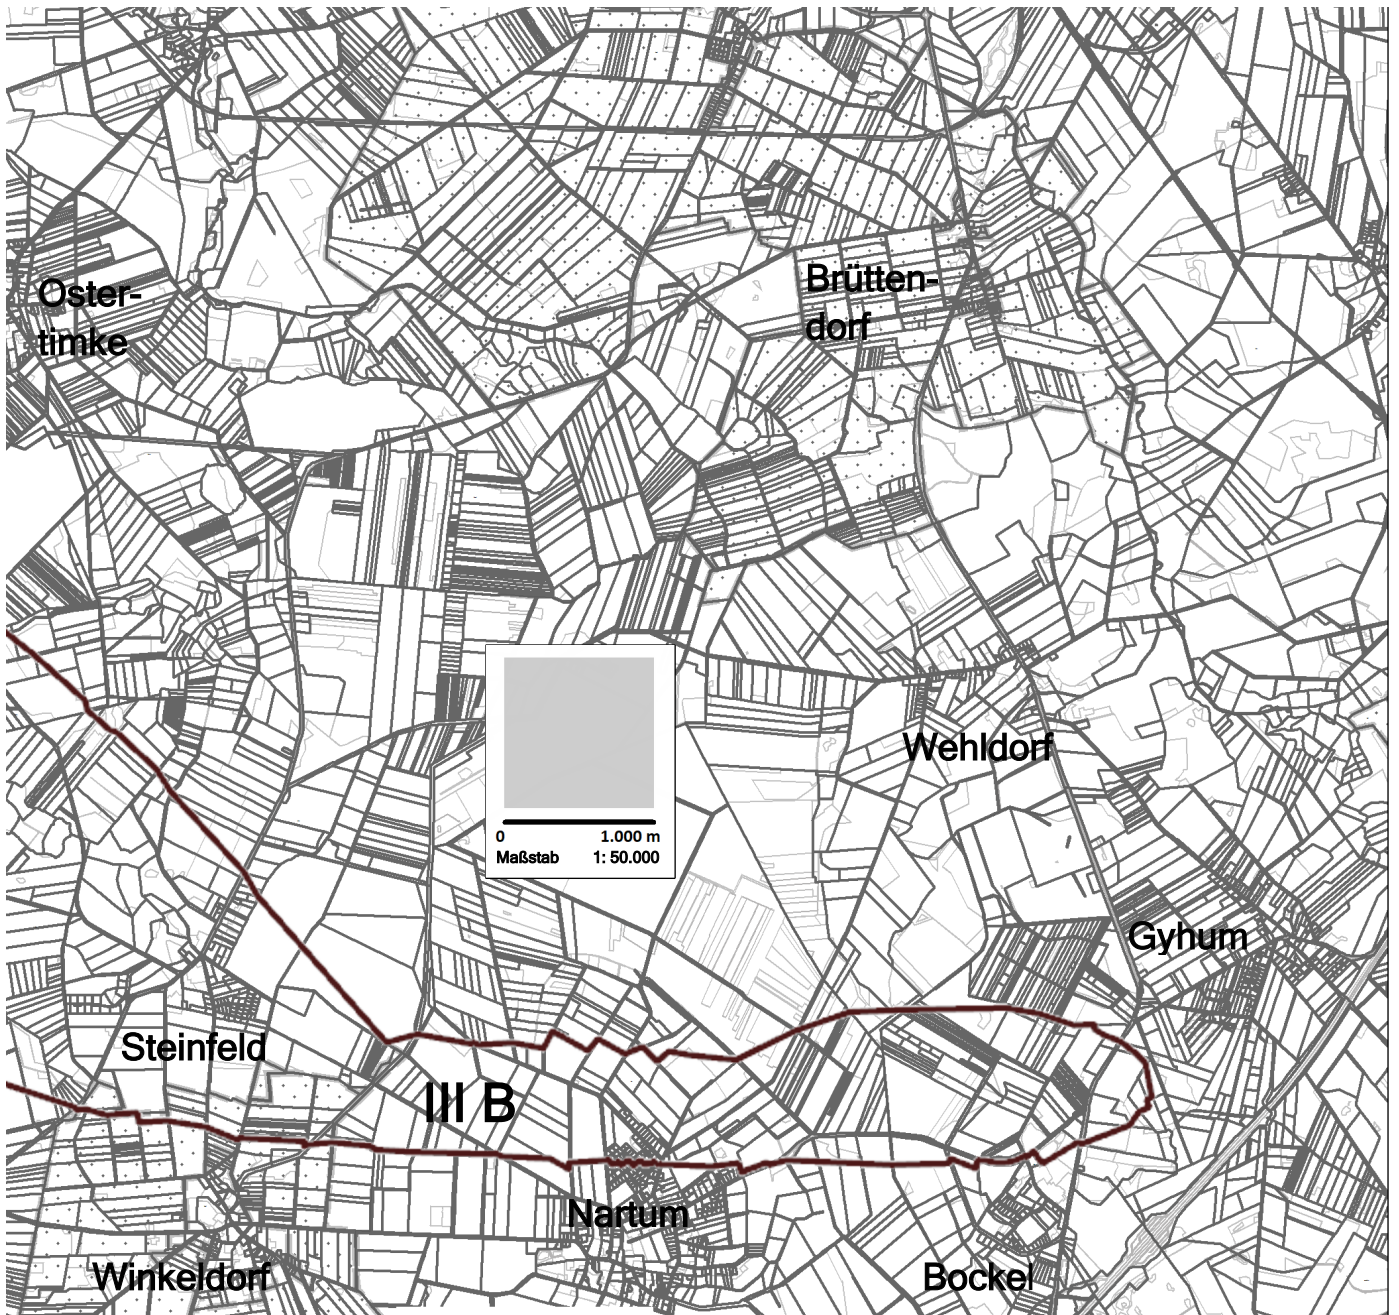 Oster-
timke
Brütten-
dorf
0 1.000 m
Maßstab 1: 50.000
Wehldorf
Gyhum
Steinfeld
III B
Nartum
Winkeldorf
Bockel